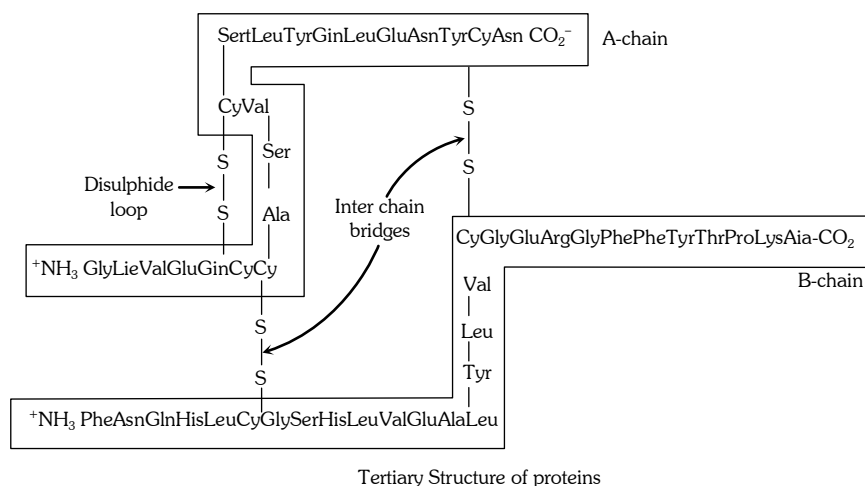 SertLeuTyrGinLeuGluAsnTyrCyAsn CO₂⁻
A-chain
CyVal
S
S
Ser
S
Disulphide
loop
S
Ala
Inter chain
bridges
CyGlyGluArgGlyPhePheTyrThrProLysAia-CO₂
⁺NH₃ GlyLieValGluGinCyCy
Val
B-chain
S
Leu
S
Tyr
⁺NH₃ PheAsnGlnHisLeuCyGlySerHisLeuValGluAlaLeu
Tertiary Structure of proteins